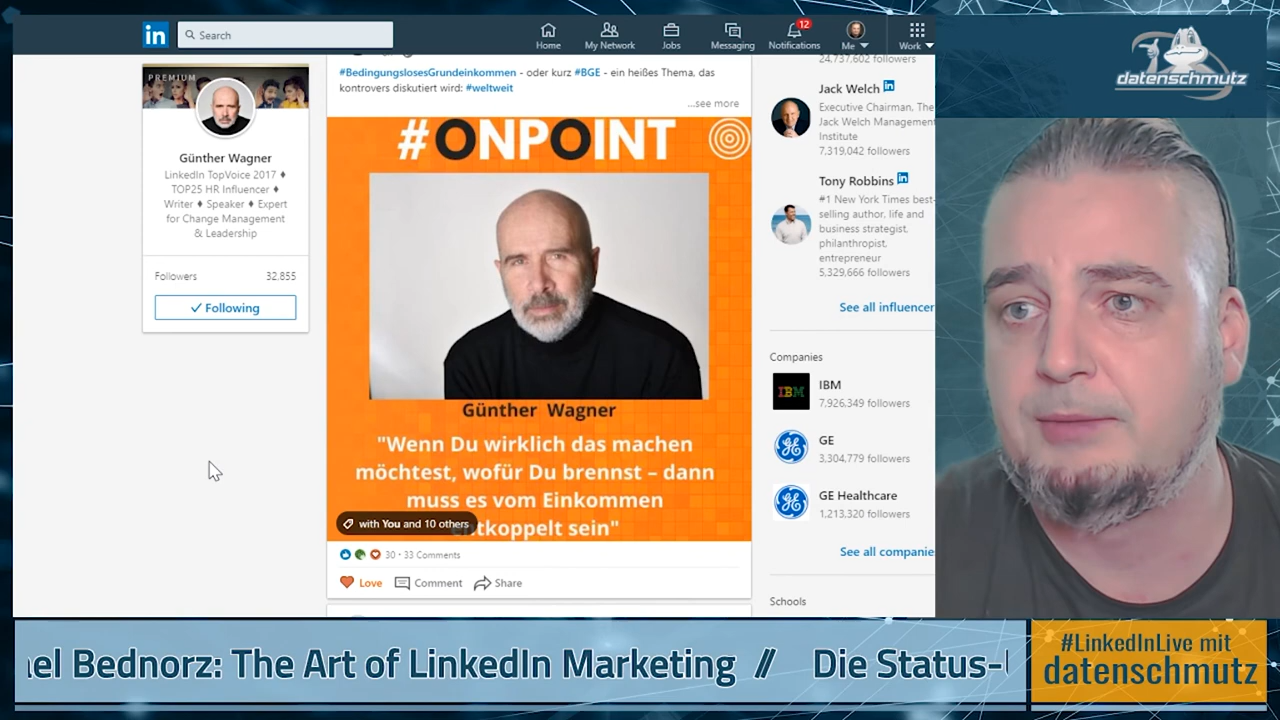 in
Search
Home
My Network
Jobs
Messaging
12
Notifications
Me
Work
datenschmutz
PREMIUM
Günther Wagner
LinkedIn TopVoice 2017 ♦
TOP25 HR Influencer ♦
Writer ♦ Speaker ♦ Expert
for Change Management
& Leadership
Followers 32.855
✓ Following
#BedingungslosesGrundeinkommen - oder kurz #BGE - ein heißes Thema, das
kontrovers diskutiert wird: #weltweit
...see more
#ONPOINT
Günther Wagner
"Wenn Du wirklich das machen
möchtest, wofür Du brennst – dann
muss es vom Einkommen
entkoppelt sein"
with You and 10 others
30 · 33 Comments
Love
Comment
Share
24,737,602 followers
Jack Welch in
Executive Chairman, The
Jack Welch Management
Institute
7,319,042 followers
Tony Robbins in
#1 New York Times best-
selling author, life and
business strategist,
philanthropist,
entrepreneur
5,329,666 followers
See all influencer
Companies
IBM
IBM
7,926,349 followers
GE
3,304,779 followers
GE Healthcare
1,213,320 followers
See all companie
Schools
ael Bednorz: The Art of LinkedIn Marketing // Die Status-
#LinkedInLive mit
datenschmutz